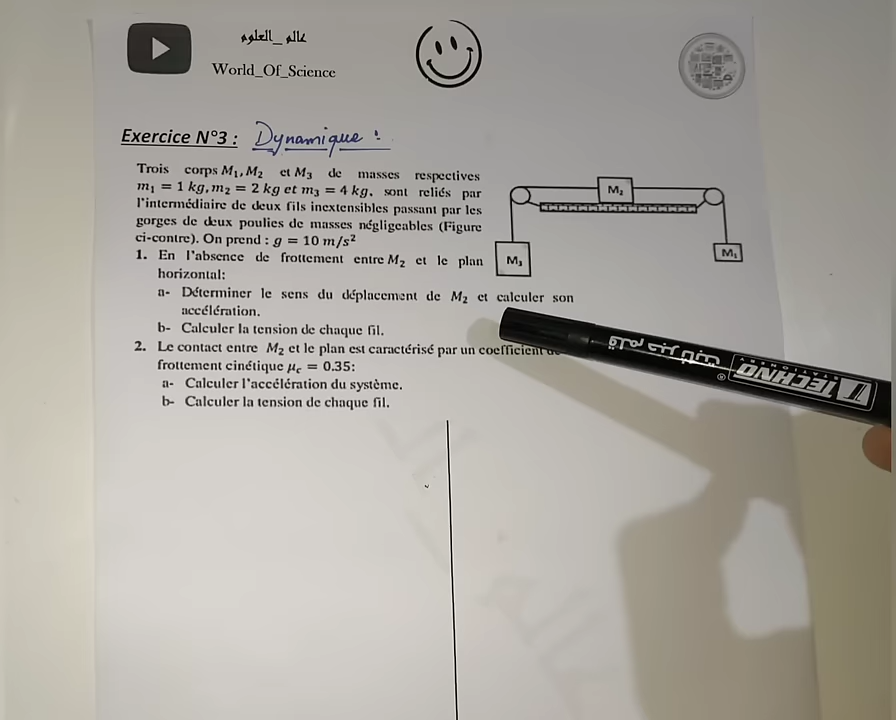 عالم_العلوم
World_Of_Science
Exercice N°3 : Dynamique :
Trois corps M₁, M₂ et M₃ de masses respectives
m₁ = 1 kg, m₂ = 2 kg et m₃ = 4 kg. sont reliés par
l'intermédiaire de deux fils inextensibles passant par les
gorges de deux poulies de masses négligeables (Figure
ci-contre). On prend : g = 10 m/s²
M₂
M₃
M₁
1. En l'absence de frottement entre M₂ et le plan
horizontal:
a- Déterminer le sens du déplacement de M₂ et calculer son
accélération.
b- Calculer la tension de chaque fil.
2. Le contact entre M₂ et le plan est caractérisé par un coefficient de
frottement cinétique μc = 0.35:
a- Calculer l'accélération du système.
b- Calculer la tension de chaque fil.
TECHNO
STATIONERY
قلم حبر ثابت